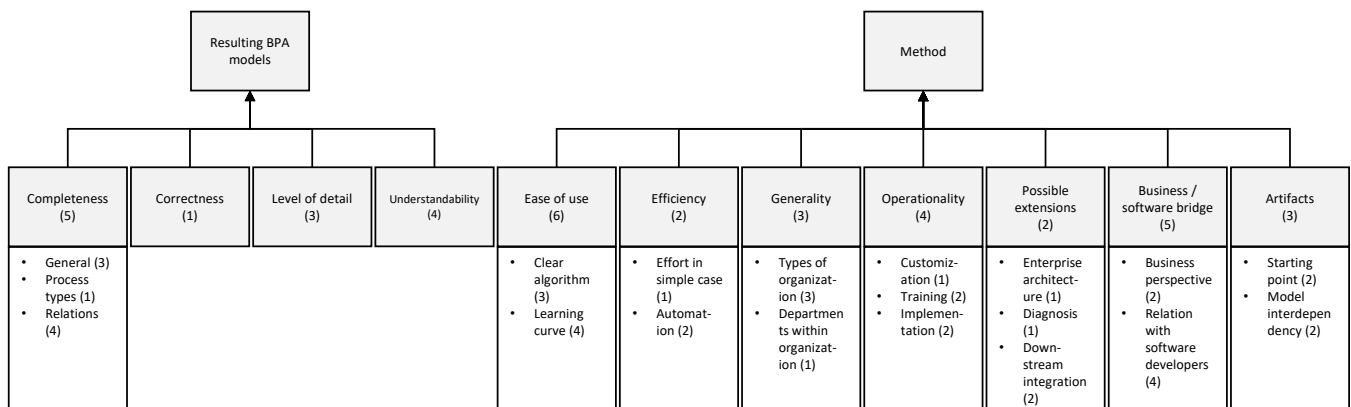 Resulting BPA
models
Method
Completeness
(5)
Correctness
(1)
Level of detail
(3)
Understandability
(4)
Ease of use
(6)
Efficiency
(2)
Generality
(3)
Operationality
(4)
Possible
extensions
(2)
Business /
software bridge
(5)
Artifacts
(3)
• General (3)
• Process
types (1)
• Relations
(4)
• Clear
algorithm
(3)
• Learning
curve (4)
• Effort in
simple case
(1)
• Automat-
ion (2)
• Types of
organizat-
ion (3)
• Departmen
ts within
organizat-
ion (1)
• Customiz-
ation (1)
• Training (2)
• Implemen-
tation (2)
• Enterprise
architect-
ure (1)
• Diagnosis
(1)
• Down-
stream
integration
(2)
• Business
perspective
(2)
• Relation
with
software
developers
(4)
• Starting
point (2)
• Model
interdepen
dency (2)